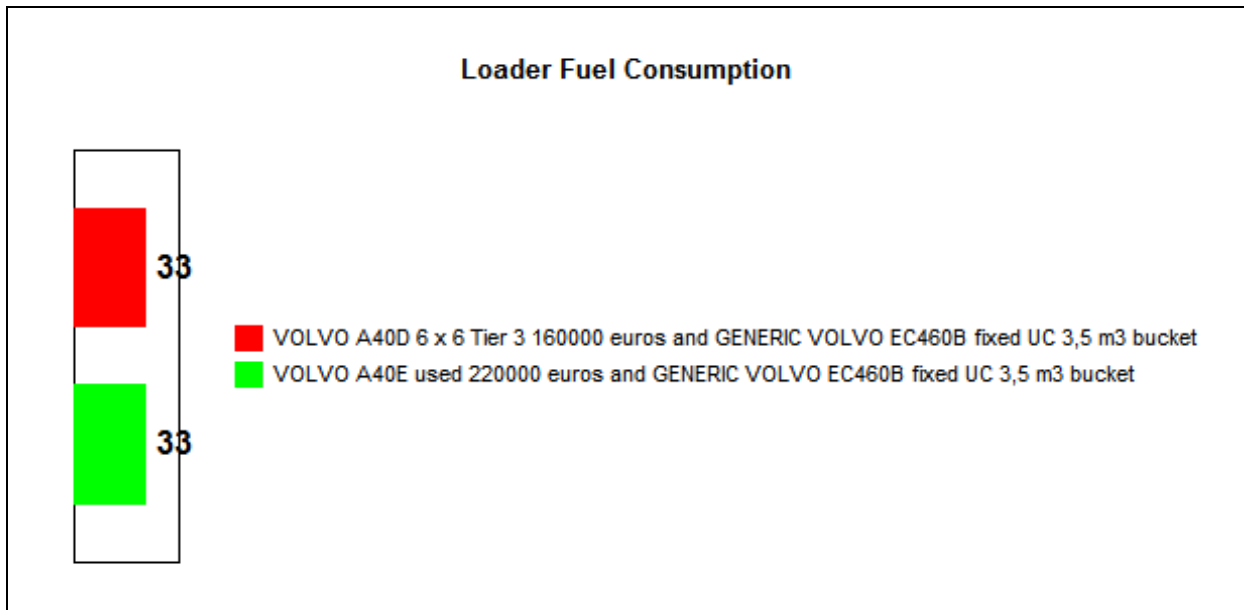 Loader Fuel Consumption
33
VOLVO A40D 6 x 6 Tier 3 160000 euros and GENERIC VOLVO EC460B fixed UC 3,5 m3 bucket
VOLVO A40E used 220000 euros and GENERIC VOLVO EC460B fixed UC 3,5 m3 bucket
33